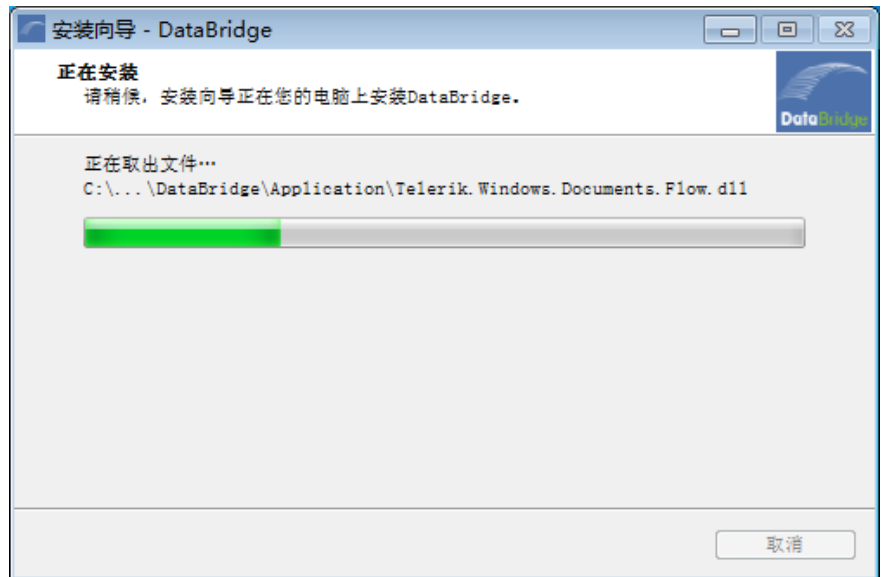 安装向导 - DataBridge
正在安装
请稍候，安装向导正在您的电脑上安装DataBridge。
DataBridge
正在取出文件…
C:\...\DataBridge\Application\Telerik.Windows.Documents.Flow.dll
取消